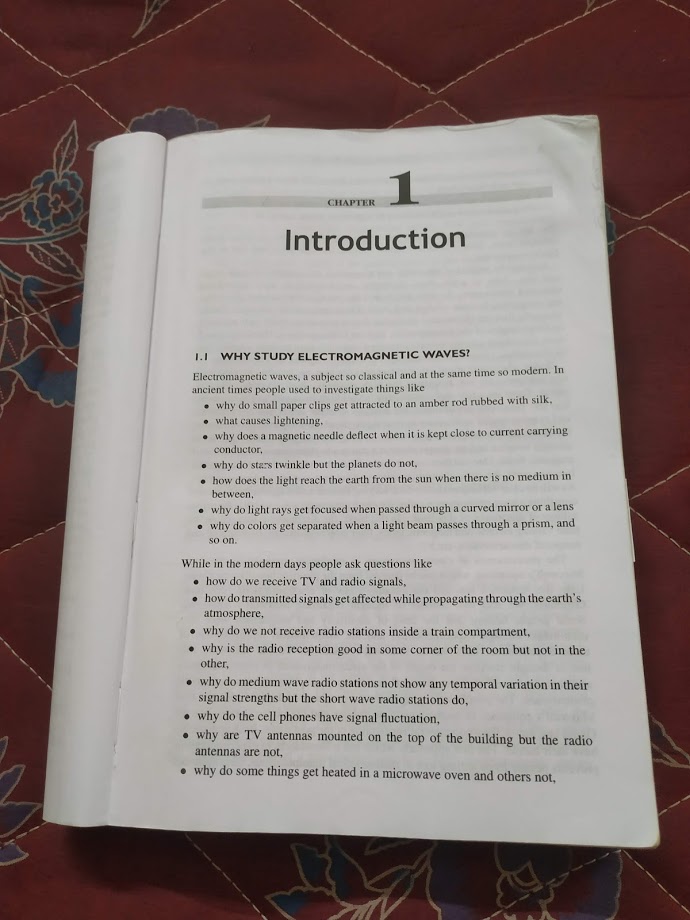 CHAPTER 1
Introduction
1.1 WHY STUDY ELECTROMAGNETIC WAVES?
Electromagnetic waves, a subject so classical and at the same time so modern. In
ancient times people used to investigate things like
• why do small paper clips get attracted to an amber rod rubbed with silk,
• what causes lightening,
• why does a magnetic needle deflect when it is kept close to current carrying
conductor,
• why do stars twinkle but the planets do not,
• how does the light reach the earth from the sun when there is no medium in
between,
• why do light rays get focused when passed through a curved mirror or a lens
• why do colors get separated when a light beam passes through a prism, and
so on.
While in the modern days people ask questions like
• how do we receive TV and radio signals,
• how do transmitted signals get affected while propagating through the earth's
atmosphere,
• why do we not receive radio stations inside a train compartment,
• why is the radio reception good in some corner of the room but not in the
other,
• why do medium wave radio stations not show any temporal variation in their
signal strengths but the short wave radio stations do,
• why do the cell phones have signal fluctuation,
• why are TV antennas mounted on the top of the building but the radio
antennas are not,
• why do some things get heated in a microwave oven and others not,